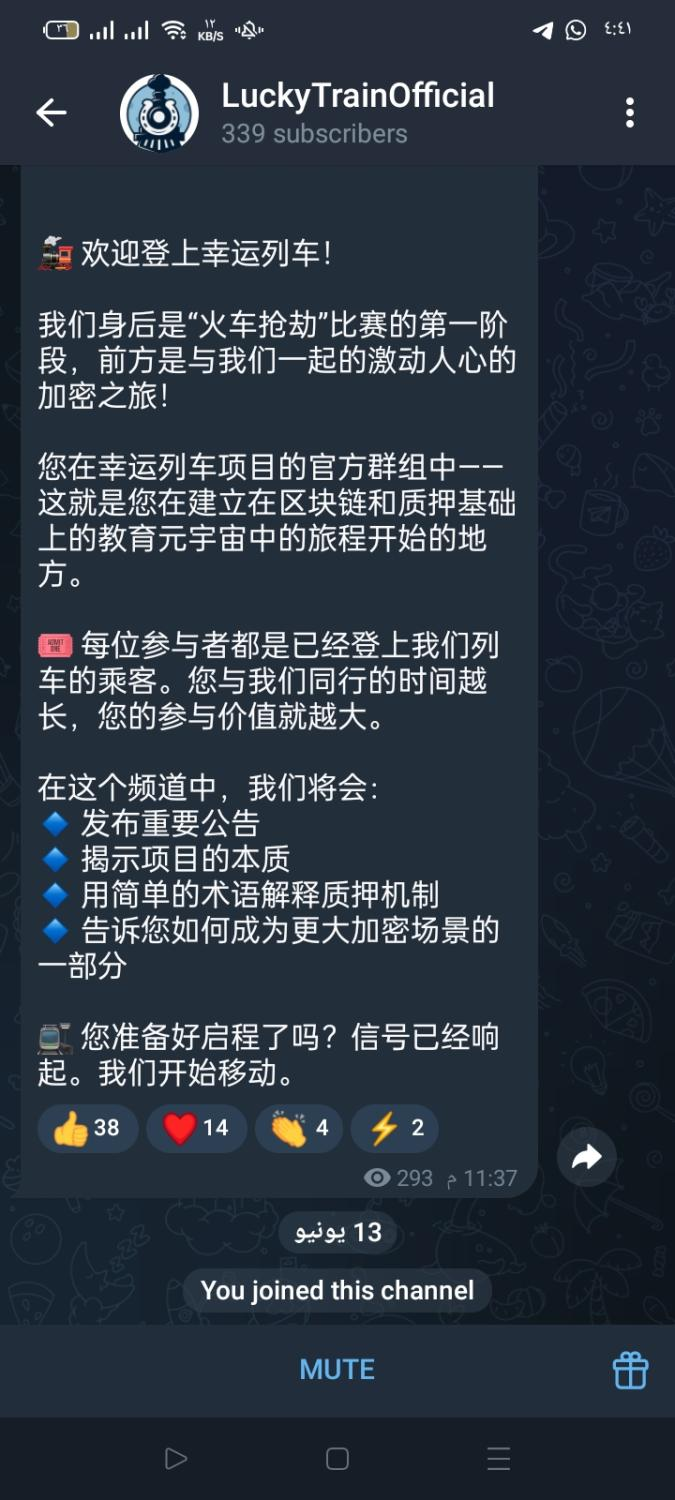 ٣٦
١٢
KB/S
٤:٤١
LuckyTrainOfficial
339 subscribers
🚂 欢迎登上幸运列车！
我们身后是“火车抢劫”比赛的第一阶
段，前方是与我们一起的激动人心的
加密之旅！
您在幸运列车项目的官方群组中——
这就是您在建立在区块链和质押基础
上的教育元宇宙中的旅程开始的地
方。
🎟 每位参与者都是已经登上我们列
车的乘客。您与我们同行的时间越
长，您的参与价值就越大。
在这个频道中，我们将会：
🔹 发布重要公告
🔹 揭示项目的本质
🔹 用简单的术语解释质押机制
🔹 告诉您如何成为更大加密场景的
一部分
🚉 您准备好启程了吗？信号已经响
起。我们开始移动。
👍 38 ❤️ 14 👏 4 ⚡ 2
293 11:37 م
13 يونيو
You joined this channel
MUTE